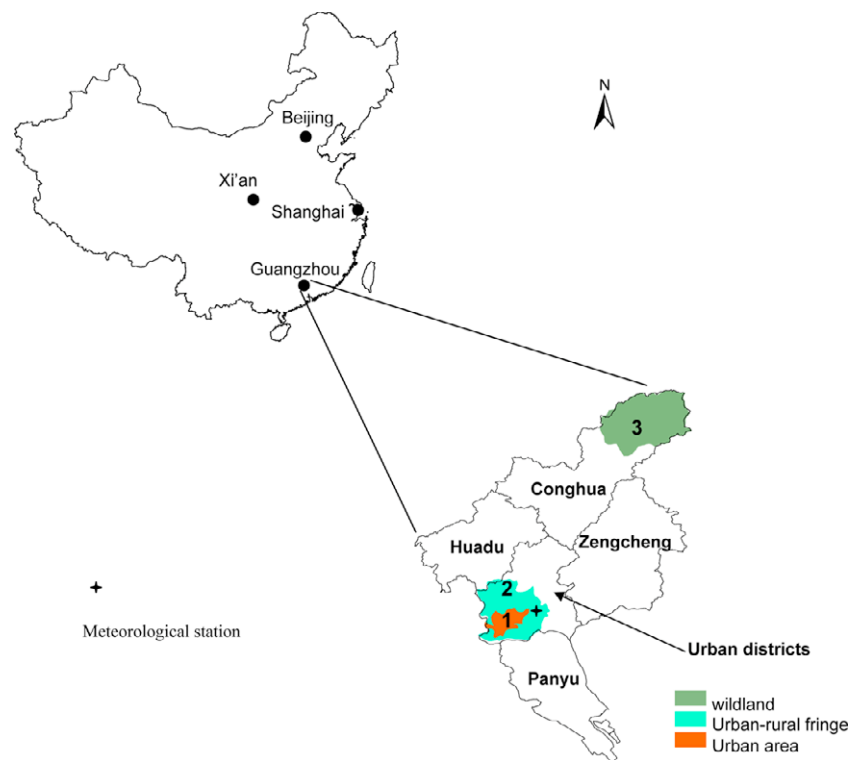 N
Beijing
Xi'an
Shanghai
Guangzhou
3
Conghua
Huadu
Zengcheng
2
1
Meteorological station
Urban districts
Panyu
wildland
Urban-rural fringe
Urban area